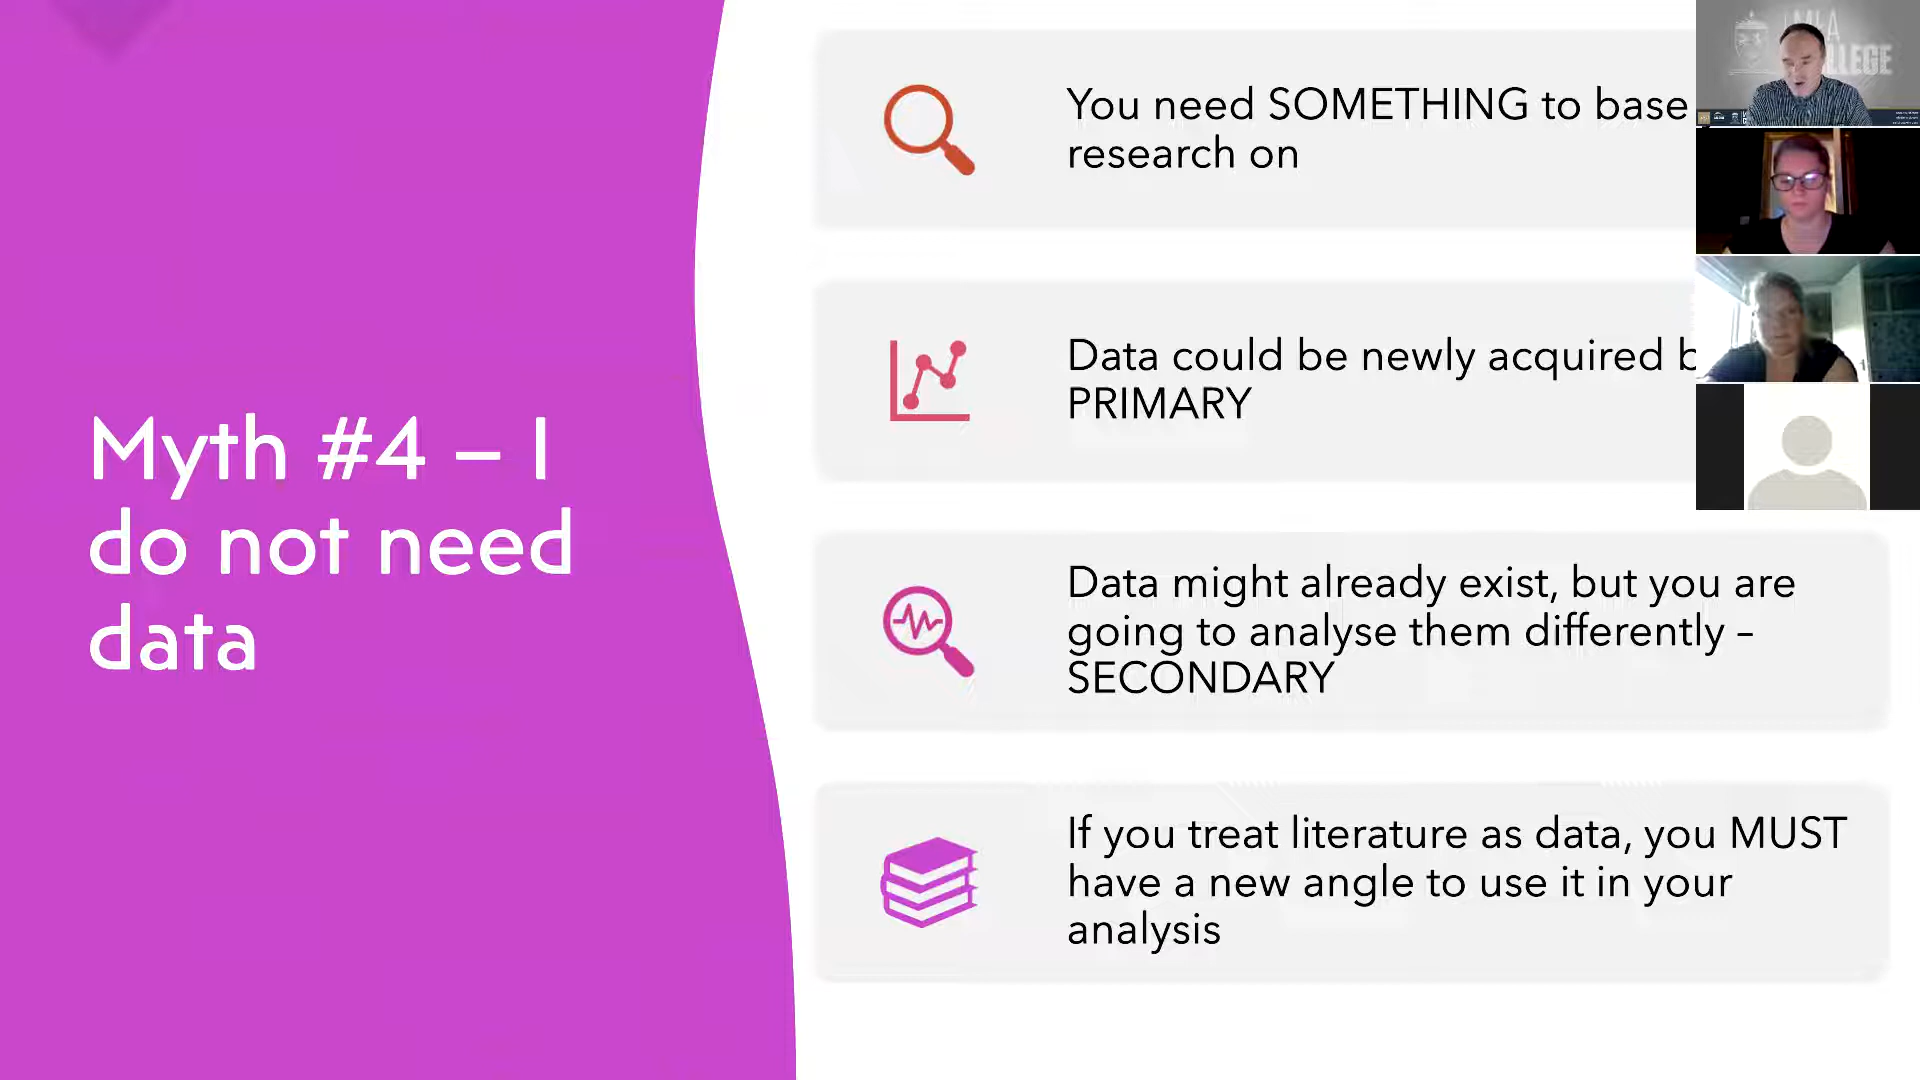 Myth #4 – I
do not need
data
You need SOMETHING to base
research on
Data could be newly acquired
PRIMARY
Data might already exist, but you are
going to analyse them differently –
SECONDARY
If you treat literature as data, you MUST
have a new angle to use it in your
analysis